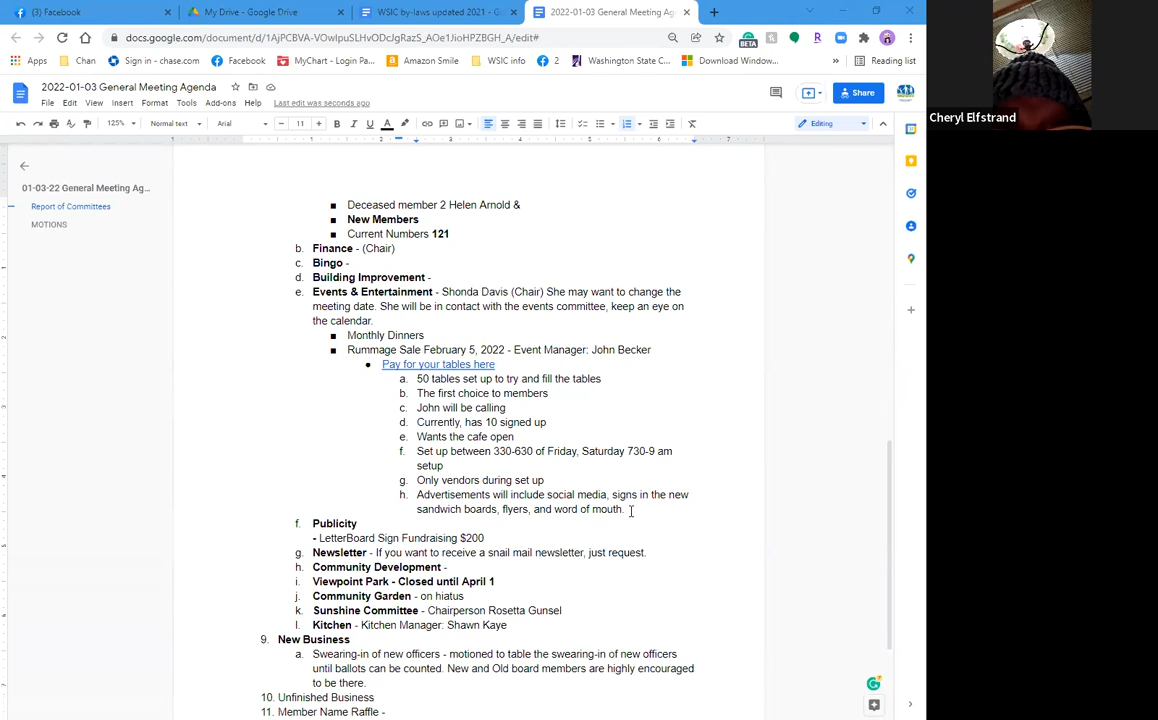 Facebook
My Drive - Google Drive
WSIC by-laws updated 2021 - G
2022-01-03 General Meeting Age
docs.google.com/document/d/1AjPCBVA-VOwIpuSLHvODcJgRazS_AOe1JioHPZBGH_A/edit#
BETA
Apps
Chan
Sign in - chase.com
Facebook
MyChart - Login Pa...
Amazon Smile
WSIC info
2
Washington State C...
Download Window...
»
Reading list
2022-01-03 General Meeting Agenda
File Edit View Insert Format Tools Add-ons Help Last edit was seconds ago
Share
125% Normal text Arial 11 Editing
01-03-22 General Meeting Ag...
Report of Committees
MOTIONS
■ Deceased member 2 Helen Arnold &
■ New Members
■ Current Numbers 121
b. Finance - (Chair)
c. Bingo -
d. Building Improvement -
e. Events & Entertainment - Shonda Davis (Chair) She may want to change the
meeting date. She will be in contact with the events committee, keep an eye on
the calendar.
■ Monthly Dinners
■ Rummage Sale February 5, 2022 - Event Manager: John Becker
● Pay for your tables here
a. 50 tables set up to try and fill the tables
b. The first choice to members
c. John will be calling
d. Currently, has 10 signed up
e. Wants the cafe open
f. Set up between 330-630 of Friday, Saturday 730-9 am
setup
g. Only vendors during set up
h. Advertisements will include social media, signs in the new
sandwich boards, flyers, and word of mouth.
f. Publicity
- LetterBoard Sign Fundraising $200
g. Newsletter - If you want to receive a snail mail newsletter, just request.
h. Community Development -
i. Viewpoint Park - Closed until April 1
j. Community Garden - on hiatus
k. Sunshine Committee - Chairperson Rosetta Gunsel
l. Kitchen - Kitchen Manager: Shawn Kaye
9. New Business
a. Swearing-in of new officers - motioned to table the swearing-in of new officers
until ballots can be counted. New and Old board members are highly encouraged
to be there.
10. Unfinished Business
11. Member Name Raffle -
Cheryl Elfstrand